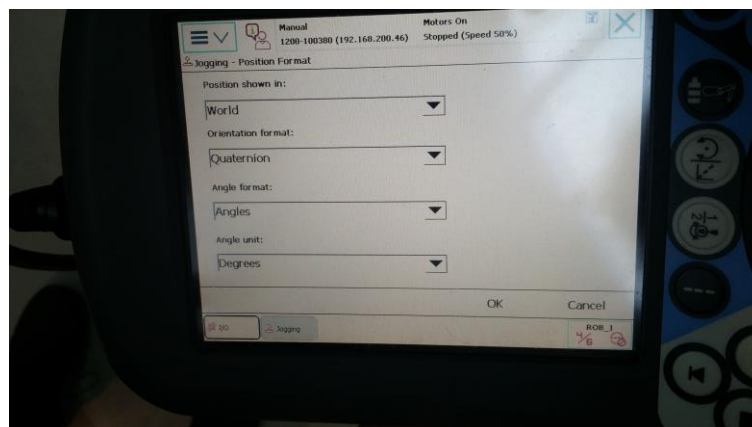 Manual
1200-100380 (192.168.200.46)
Motors On
Stopped (Speed 50%)
Jogging - Position Format
Position shown in:
World
Orientation format:
Quaternion
Angle format:
Angles
Angle unit:
Degrees
OK
Cancel
I/O
Jogging
ROB_1